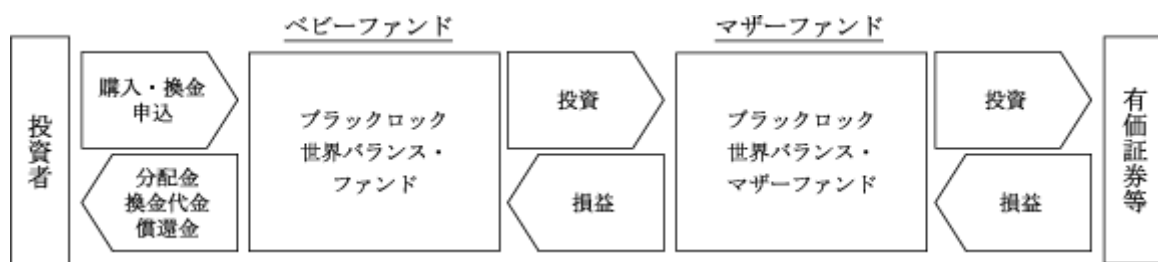 ベビーファンド
マザーファンド
投資者
購入・換金
申込
分配金
換金代金
償還金
ブラックロック
世界バランス・
ファンド
投資
損益
ブラックロック
世界バランス・
マザーファンド
投資
損益
有価証券等